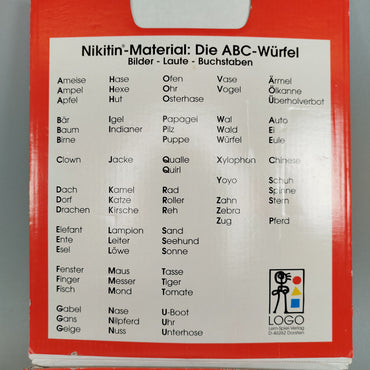 Nikitin®-Material: Die ABC-Würfel
Bilder - Laute - Buchstaben
Ameise Hase Ofen Vase Ärmel
Ampel Hexe Ohr Vogel Ölkanne
Apfel Hut Osterhase Überholverbot
Bär Igel Papagei Wal Auto
Baum Indianer Pilz Wald Ei
Birne Puppe Würfel Eule
Clown Jacke Qualle Xylophon Chinese
Quirl
Yoyo Schuh
Dach Kamel Rad Spinne
Dorf Katze Roller Zahn Stern
Drachen Kirsche Reh Zebra
Zug Pferd
Elefant Lampion Sand
Ente Leiter Seehund
Esel Löwe Sonne
Fenster Maus Tasse
Finger Messer Tiger
Fisch Mond Tomate
Gabel Nase U-Boot
Gans Nilpferd Uhr
Geige Nuss Unterhose
LOGO
Lern-Spiel-Verlag
D-46282 Dorsten